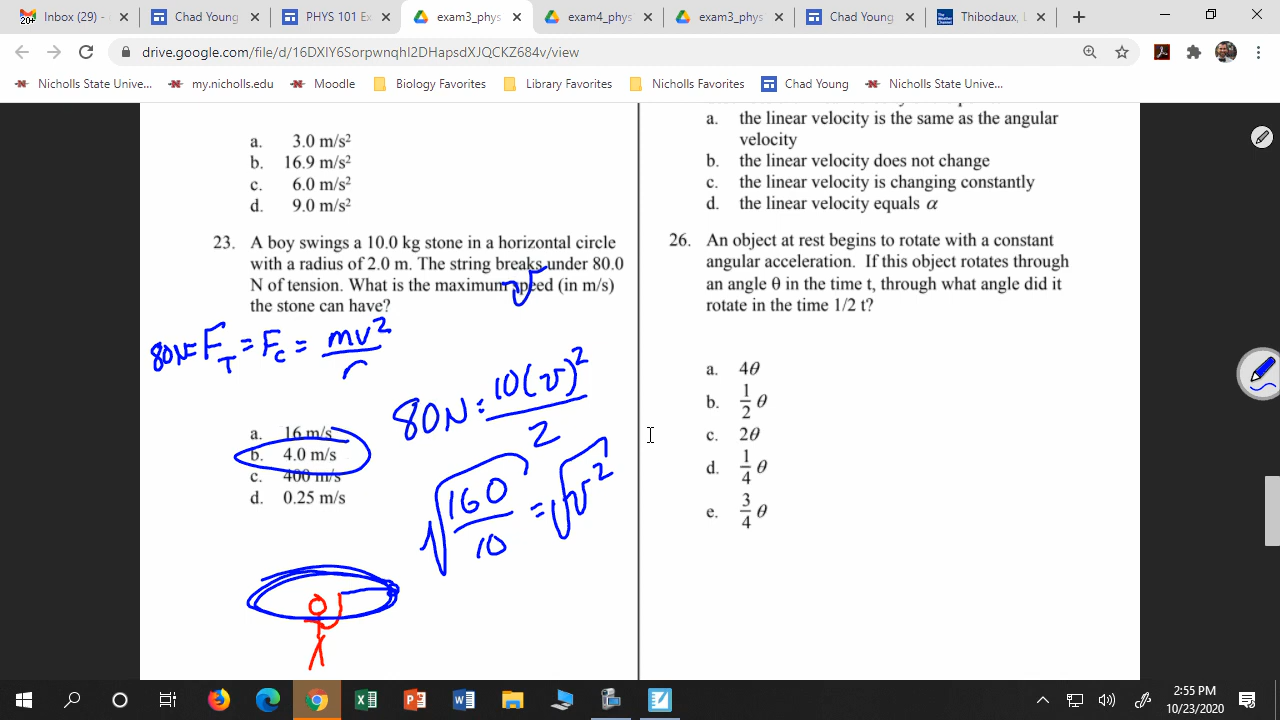 20+
Inbox (29) -
Chad Young
PHYS 101 Ex
exam3_phys
exam4_phys
exam3_phys
Chad Young
Thibodaux, L
drive.google.com/file/d/16DXlY6SorpwnqhI2DHapsdXJQCKZ684v/view
Nicholls State Unive...
my.nicholls.edu
Moodle
Biology Favorites
Library Favorites
Nicholls Favorites
Chad Young
Nicholls State Unive...
a. 3.0 m/s²
b. 16.9 m/s²
c. 6.0 m/s²
d. 9.0 m/s²
23. A boy swings a 10.0 kg stone in a horizontal circle
with a radius of 2.0 m. The string breaks under 80.0
N of tension. What is the maximum speed (in m/s)
the stone can have?
v
80N = F_T = F_c = mv²/r
80N = 10(v)²/2
√(160/10) = √v²
a. 16 m/s
b. 4.0 m/s
c. 400 m/s
d. 0.25 m/s
a. the linear velocity is the same as the angular
velocity
b. the linear velocity does not change
c. the linear velocity is changing constantly
d. the linear velocity equals α
26. An object at rest begins to rotate with a constant
angular acceleration. If this object rotates through
an angle θ in the time t, through what angle did it
rotate in the time 1/2 t?
a. 4θ
b. 1/2 θ
c. 2θ
d. 1/4 θ
e. 3/4 θ
2:55 PM
10/23/2020